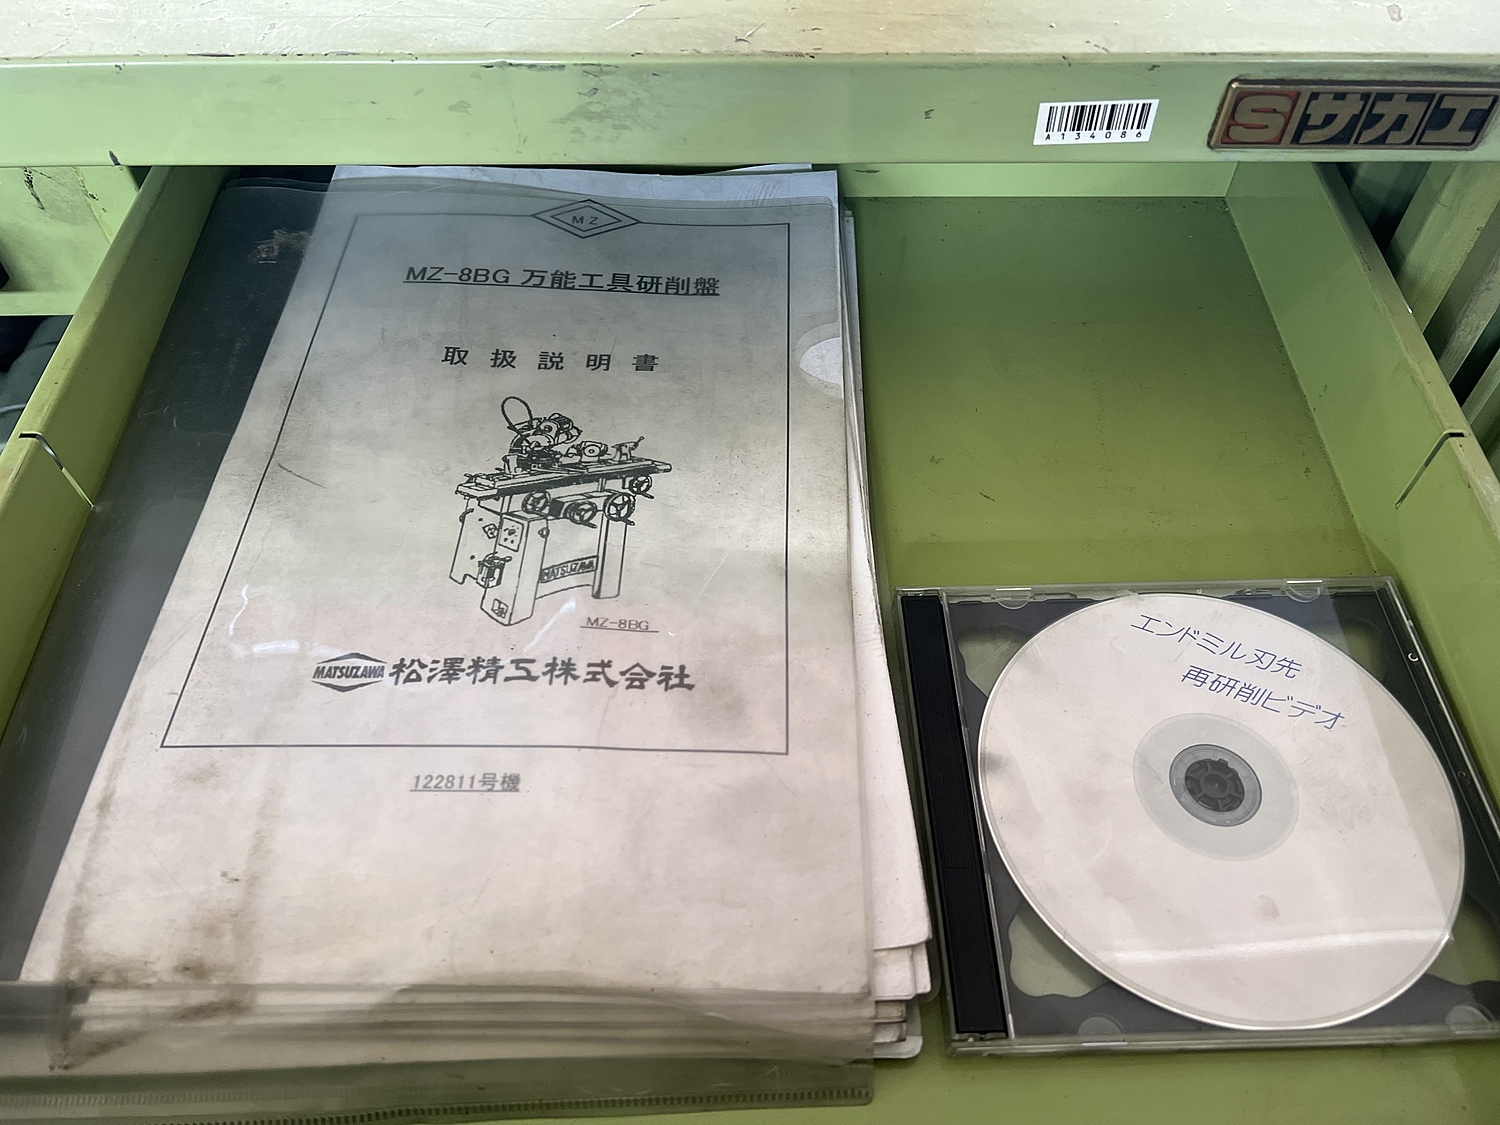 A134086
S サカエ
MZ
MZ-8BG 万能工具研削盤
取扱説明書
MATSUZAWA
MZ-8BG
MATSUZAWA 松澤精工株式会社
122811号機
エンドミル刃先
再研削ビデオ